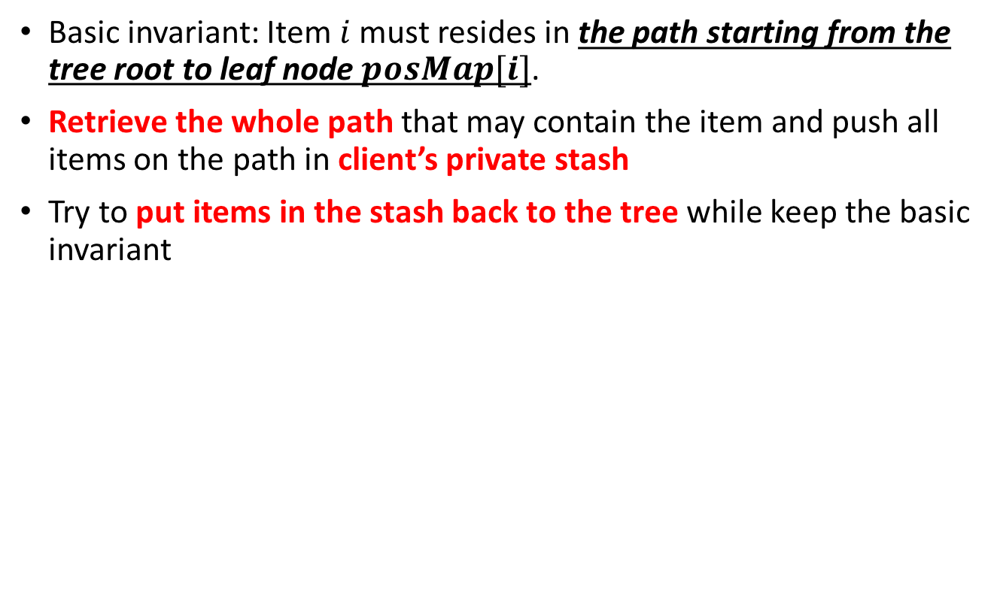 • Basic invariant: Item i must resides in the path starting from the
tree root to leaf node posMap[i].
• Retrieve the whole path that may contain the item and push all
items on the path in client’s private stash
• Try to put items in the stash back to the tree while keep the basic
invariant